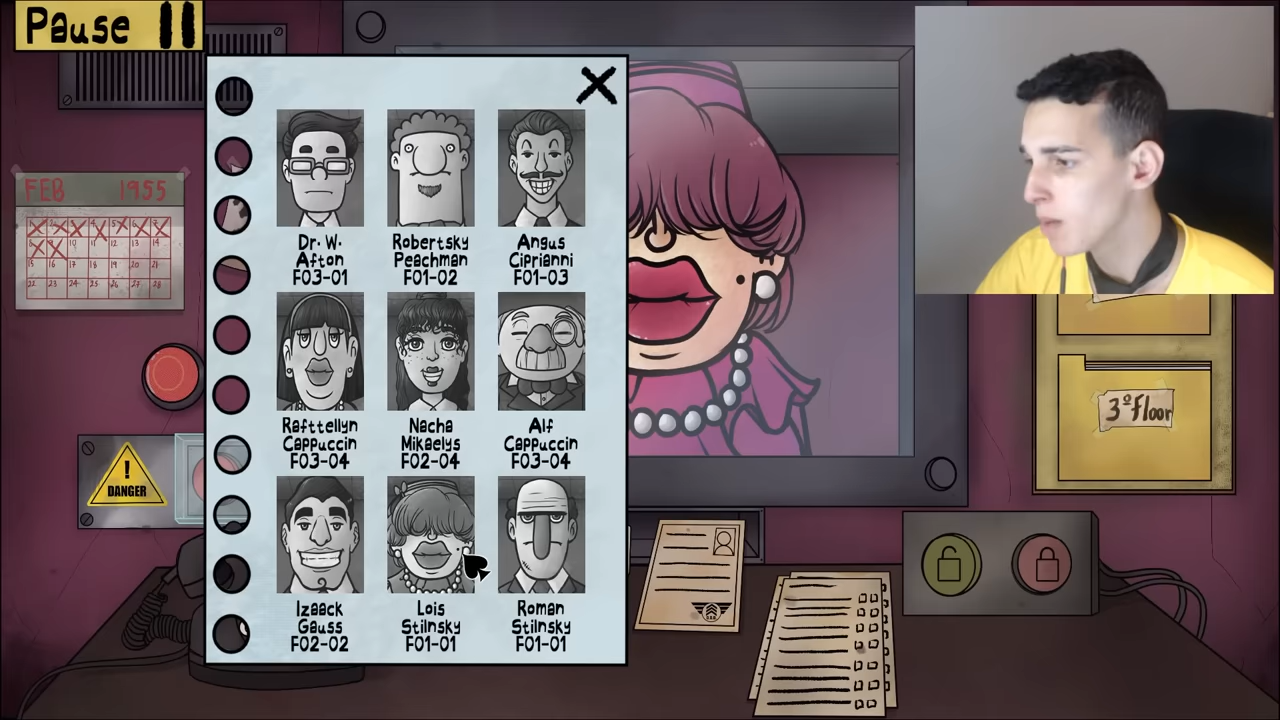 Pause
FEB 1955
Dr. W.
Afton
F03-01
Robertsky
Peachman
F01-02
Angus
Ciprianni
F01-03
Rafttellyn
Cappuccin
F03-04
Nacha
Mikaelys
F02-04
Alf
Cappuccin
F03-04
Izaack
Gauss
F02-02
Lois
Stilnsky
F01-01
Roman
Stilnsky
F01-01
!
DANGER
3º Floor